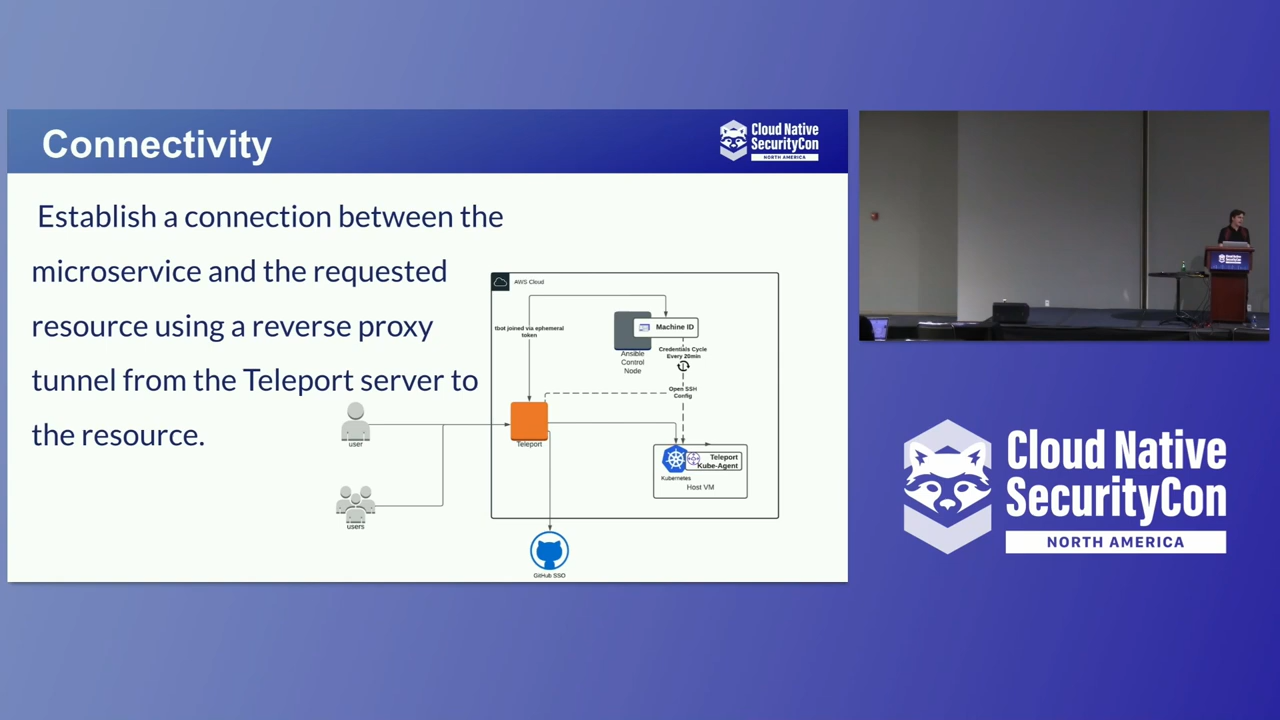 Connectivity
Cloud Native
SecurityCon
NORTH AMERICA
Establish a connection between the
microservice and the requested
resource using a reverse proxy
tunnel from the Teleport server to
the resource.
AWS Cloud
tbot joined via ephemeral
token
Machine ID
Ansible
Control
Node
Credentials Cycle
Every 20min
Open SSH
Config
user
Teleport
Teleport
Kube-Agent
Kubernetes
Host VM
users
GitHub SSO
Cloud Native
SecurityCon
NORTH AMERICA